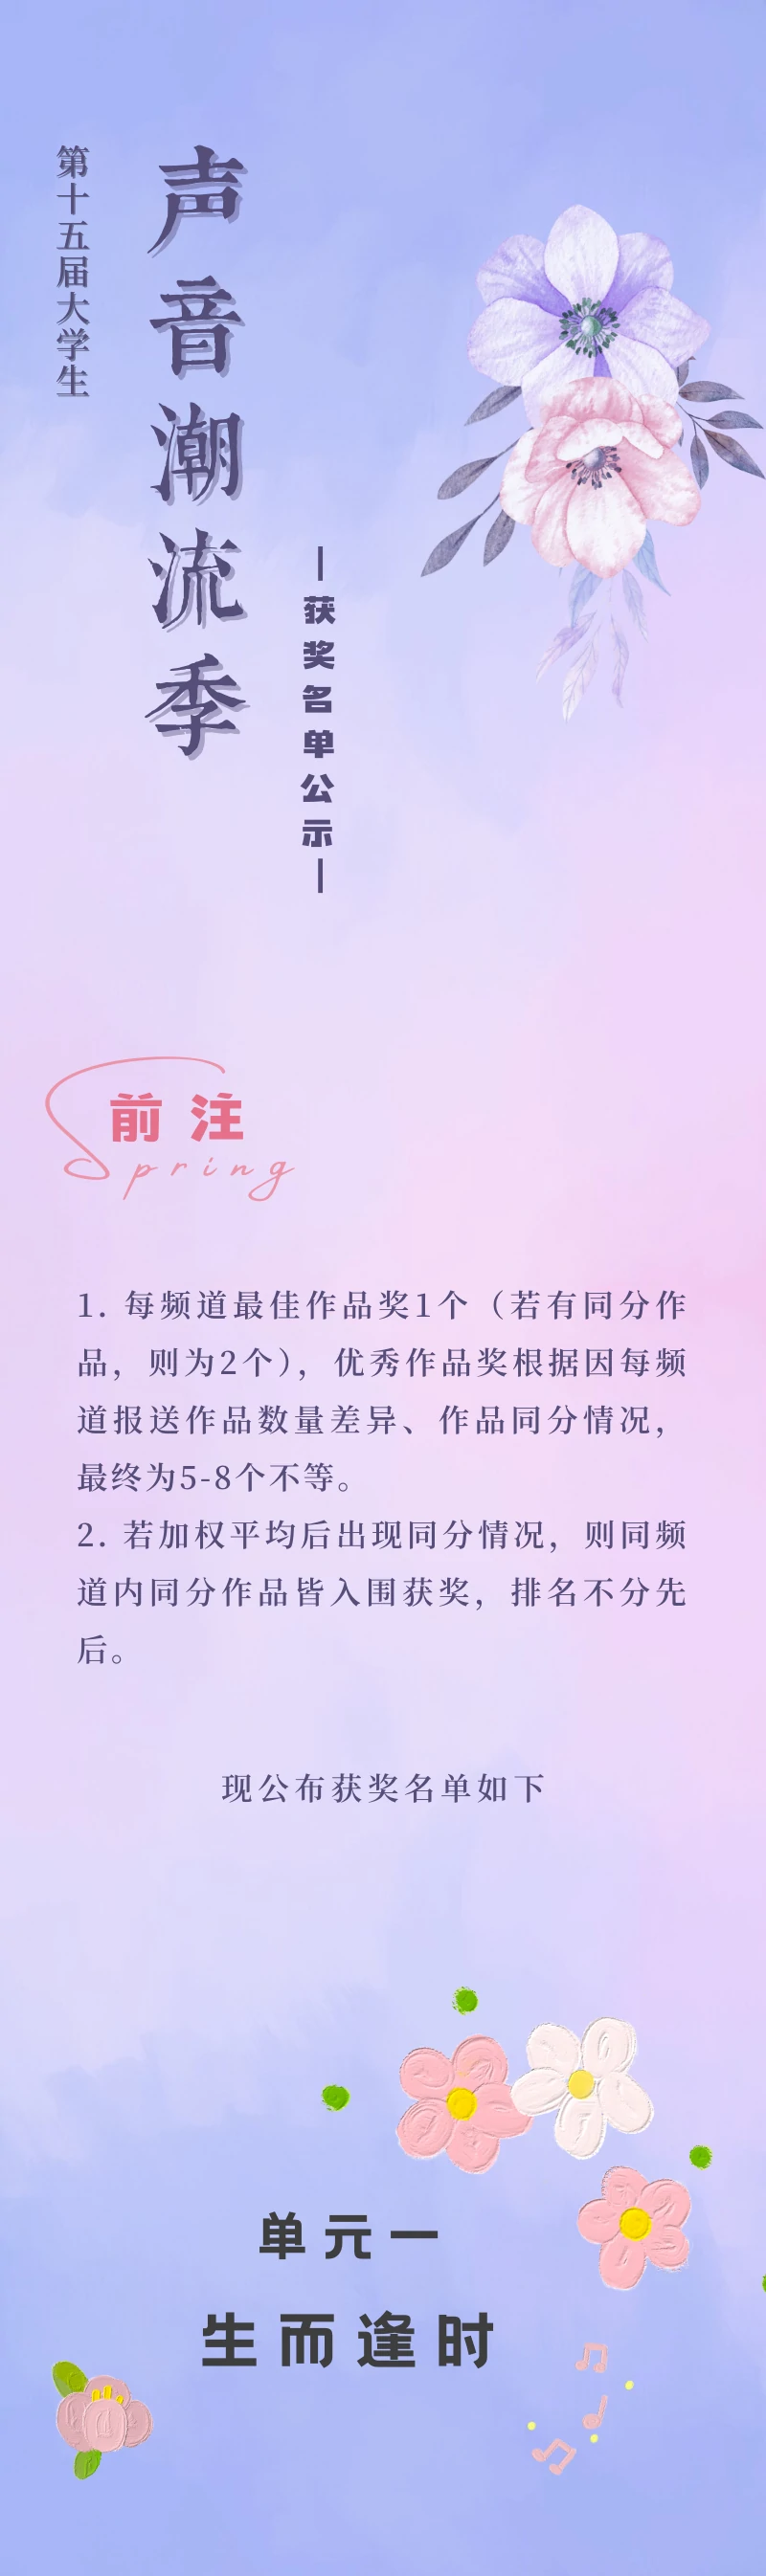 第十五届大学生
声音潮流季
|获奖名单公示|
前注
Spring
1. 每频道最佳作品奖1个（若有同分作
品，则为2个），优秀作品奖根据因每频
道报送作品数量差异、作品同分情况，
最终为5-8个不等。
2. 若加权平均后出现同分情况，则同频
道内同分作品皆入围获奖，排名不分先
后。
现公布获奖名单如下
单元一
生而逢时